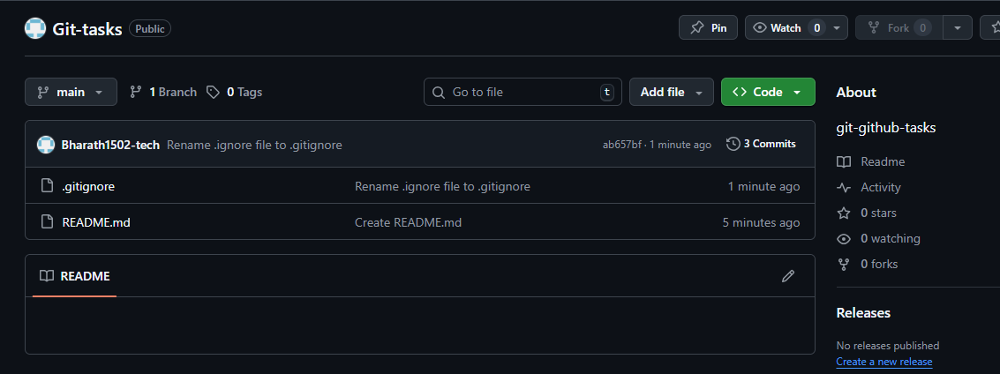 Git-tasks Public Pin Watch 0 Fork 0
main 1 Branch 0 Tags Go to file t Add file Code
Bharath1502-tech Rename .ignore file to .gitignore ab657bf · 1 minute ago 3 Commits
.gitignore Rename .ignore file to .gitignore 1 minute ago
README.md Create README.md 5 minutes ago
README
About
git-github-tasks
Readme
Activity
0 stars
0 watching
0 forks
Releases
No releases published
Create a new release